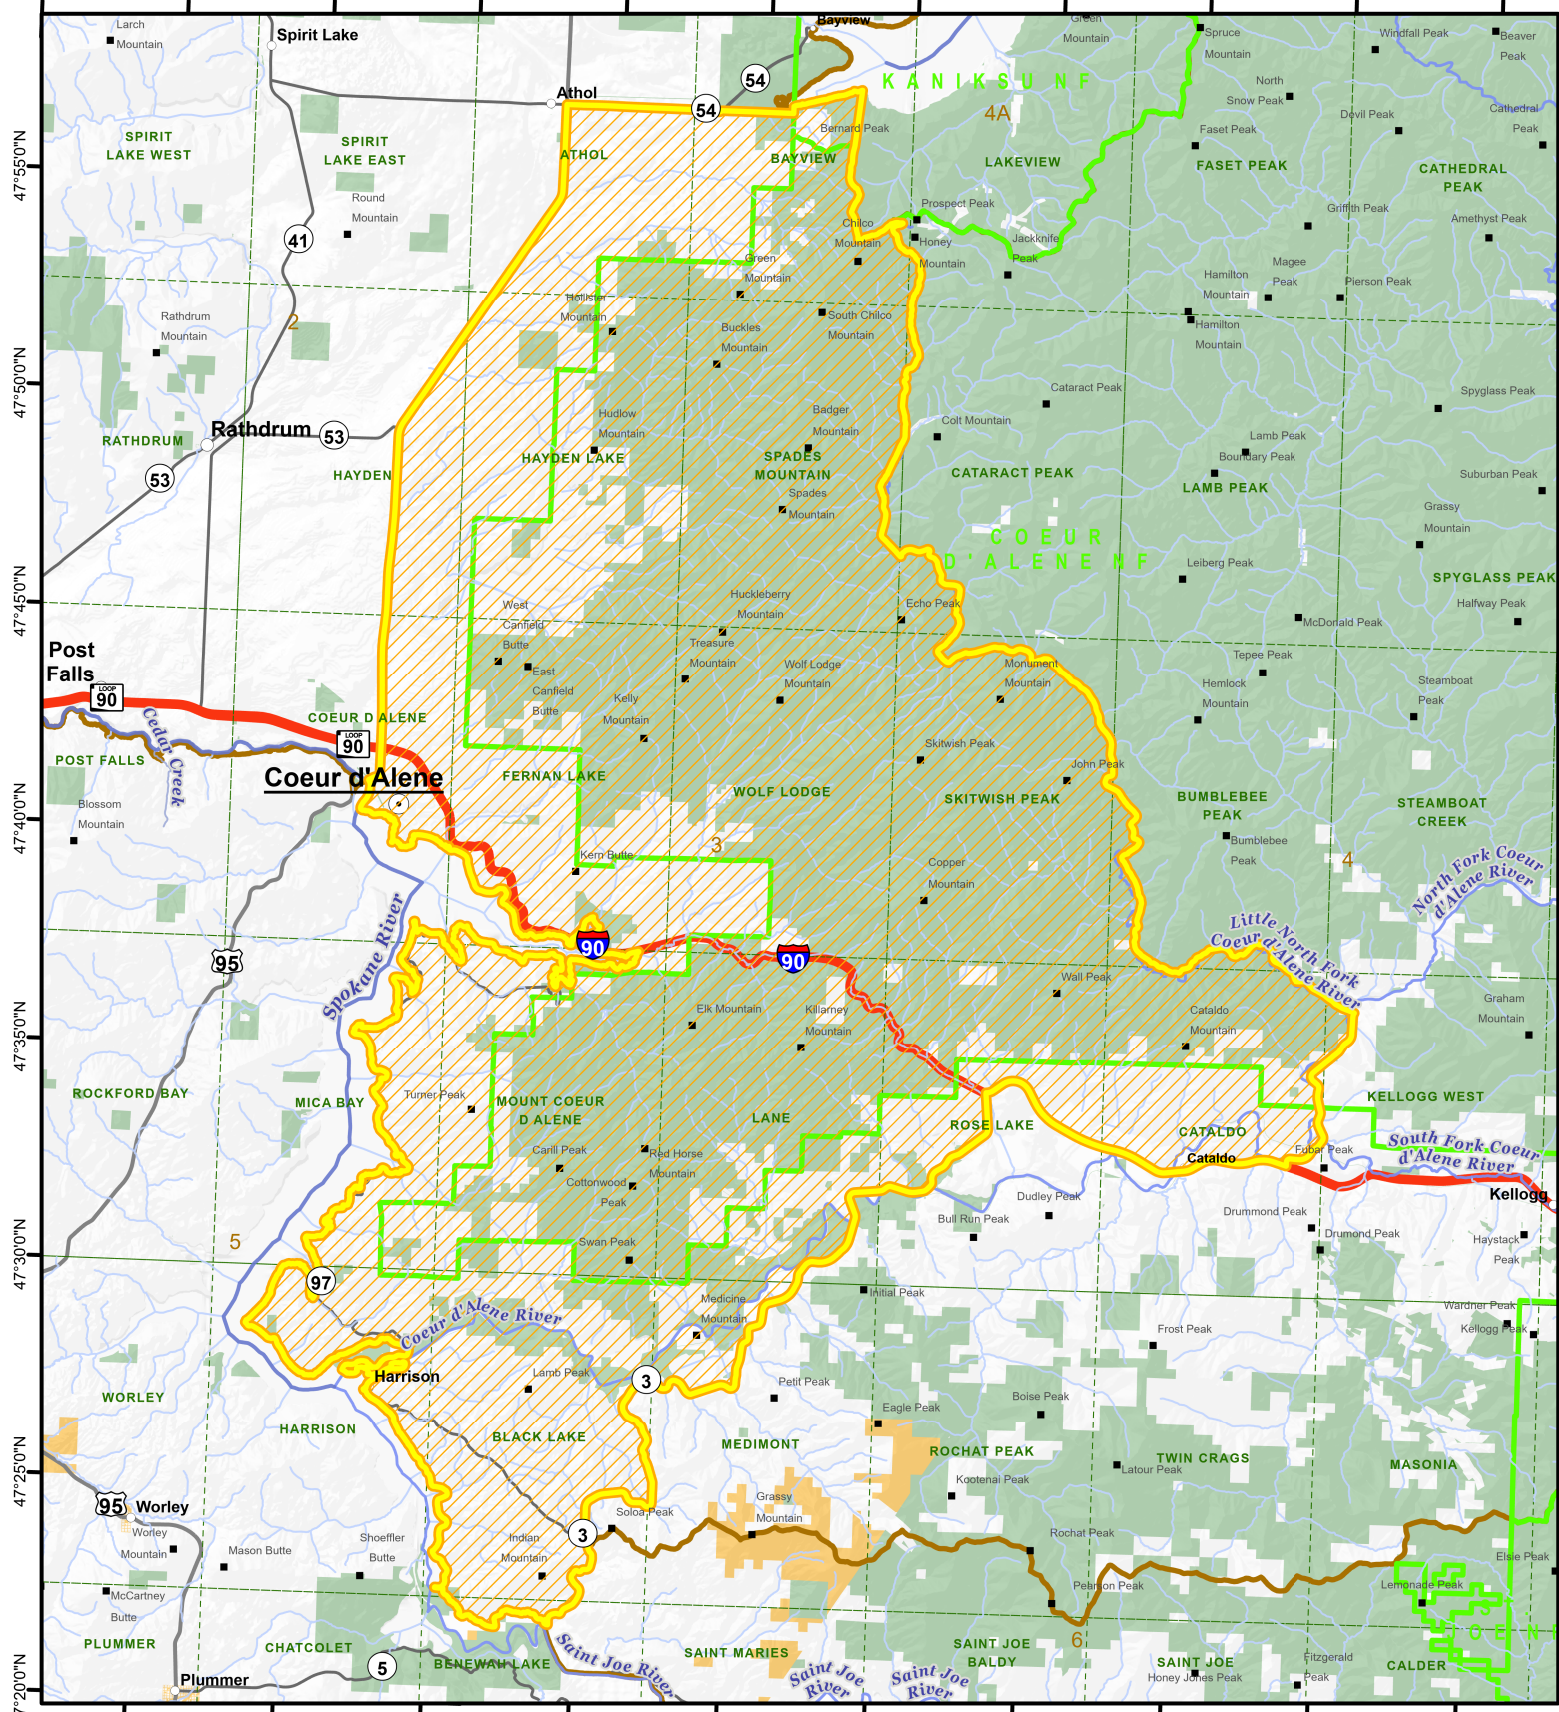 Larch
Mountain
Spirit Lake
Bayview
Green
Mountain
Spruce
Mountain
Windfall Peak
Beaver
Peak
KANIKSU NF
54
North
Snow Peak
Athol
54
4A
Devil Peak
Cathedral
Peak
SPIRIT
LAKE WEST
SPIRIT
LAKE EAST
ATHOL
Bernard Peak
BAYVIEW
LAKEVIEW
Faset Peak
FASET PEAK
CATHEDRAL
PEAK
47°55'0"N
Round
Mountain
Prospect Peak
Griffith Peak
Amethyst Peak
41
Chilco
Mountain
Honey
Mountain
Jackknife
Peak
Green
Mountain
Hamilton
Mountain
Magee
Peak
Pierson Peak
Hollister
Mountain
2
Rathdrum
Mountain
Buckles
Mountain
South Chilco
Mountain
Hamilton
Mountain
47°50'0"N
Cataract Peak
Spyglass Peak
Hudlow
Mountain
Badger
Mountain
Colt Mountain
Rathdrum
53
RATHDRUM
Lamb Peak
Boundary Peak
HAYDEN
HAYDEN LAKE
SPADES
MOUNTAIN
CATARACT PEAK
LAMB PEAK
Suburban Peak
53
Spades
Mountain
Grassy
Mountain
COEUR
D'ALENE NF
Leiberg Peak
SPYGLASS PEAK
47°45'0"N
West
Canfield
Butte
Huckleberry
Mountain
Echo Peak
McDonald Peak
Halfway Peak
Post
Falls
East
Canfield
Butte
Treasure
Mountain
Wolf Lodge
Mountain
Monument
Mountain
Tepee Peak
Hemlock
Mountain
Steamboat
Peak
LOOP
90
Kelly
Mountain
COEUR D ALENE
LOOP
90
Cedar Creek
Skitwish Peak
John Peak
POST FALLS
Coeur d'Alene
FERNAN LAKE
WOLF LODGE
SKITWISH PEAK
BUMBLEBEE
PEAK
STEAMBOAT
CREEK
Blossom
Mountain
47°40'0"N
Bumblebee
Peak
Kern Butte
3
4
Copper
Mountain
North Fork Coeur
d'Alene River
Little North Fork
Coeur d'Alene River
Spokane River
95
90
90
Wall Peak
Elk Mountain
Killarney
Mountain
Cataldo
Mountain
Graham
Mountain
47°35'0"N
ROCKFORD BAY
MICA BAY
Turner Peak
MOUNT COEUR
D ALENE
LANE
ROSE LAKE
CATALDO
KELLOGG WEST
Carill Peak
Red Horse
Mountain
Cottonwood
Peak
Cataldo
Fubar Peak
South Fork Coeur
d'Alene River
Kellogg
Dudley Peak
Bull Run Peak
Drummond Peak
Drumond Peak
Haystack
Peak
47°30'0"N
5
Swan Peak
97
Medicine
Mountain
Initial Peak
Wardner Peak
Kellogg Peak
Coeur d'Alene River
Frost Peak
Harrison
Lamb Peak
3
Petit Peak
WORLEY
Boise Peak
Eagle Peak
HARRISON
BLACK LAKE
MEDIMONT
ROCHAT PEAK
TWIN CRAGS
MASONIA
47°25'0"N
Latour Peak
Kootenai Peak
95
Worley
Grassy
Mountain
Soloa Peak
3
Worley
Mountain
Mason Butte
Shoeffler
Butte
Indian
Mountain
Rochat Peak
Elsie Peak
McCartney
Butte
Pearson Peak
Lemonade Peak
PLUMMER
CHATCOLET
BENEWAH LAKE
5
Saint Joe River
SAINT MARIES
Saint Joe
River
Saint Joe
River
SAINT JOE
BALDY
6
SAINT JOE
Honey Jones Peak
Fitzgerald
Peak
CALDER
Plummer
7°20'0"N